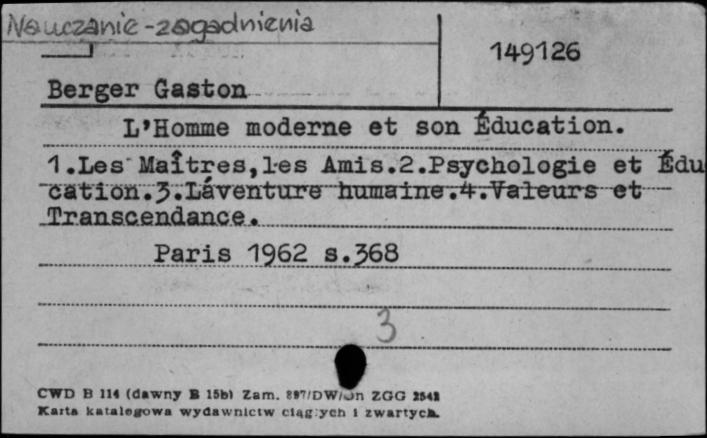 Nauczanie-zagadnienia
149126
Berger Gaston
L'Homme moderne et son Éducation.
1.Les Maîtres,les Amis.2.Psychologie et Édu
cation.3.Láventure humaine.4.Valeurs et
Transcendance.
Paris 1962 s.368
3
CWD B 114 (dawny B 15b) Zam. 897/DW/Dn ZGG 2542
Karta katalogowa wydawnictw ciągłych i zwartych.